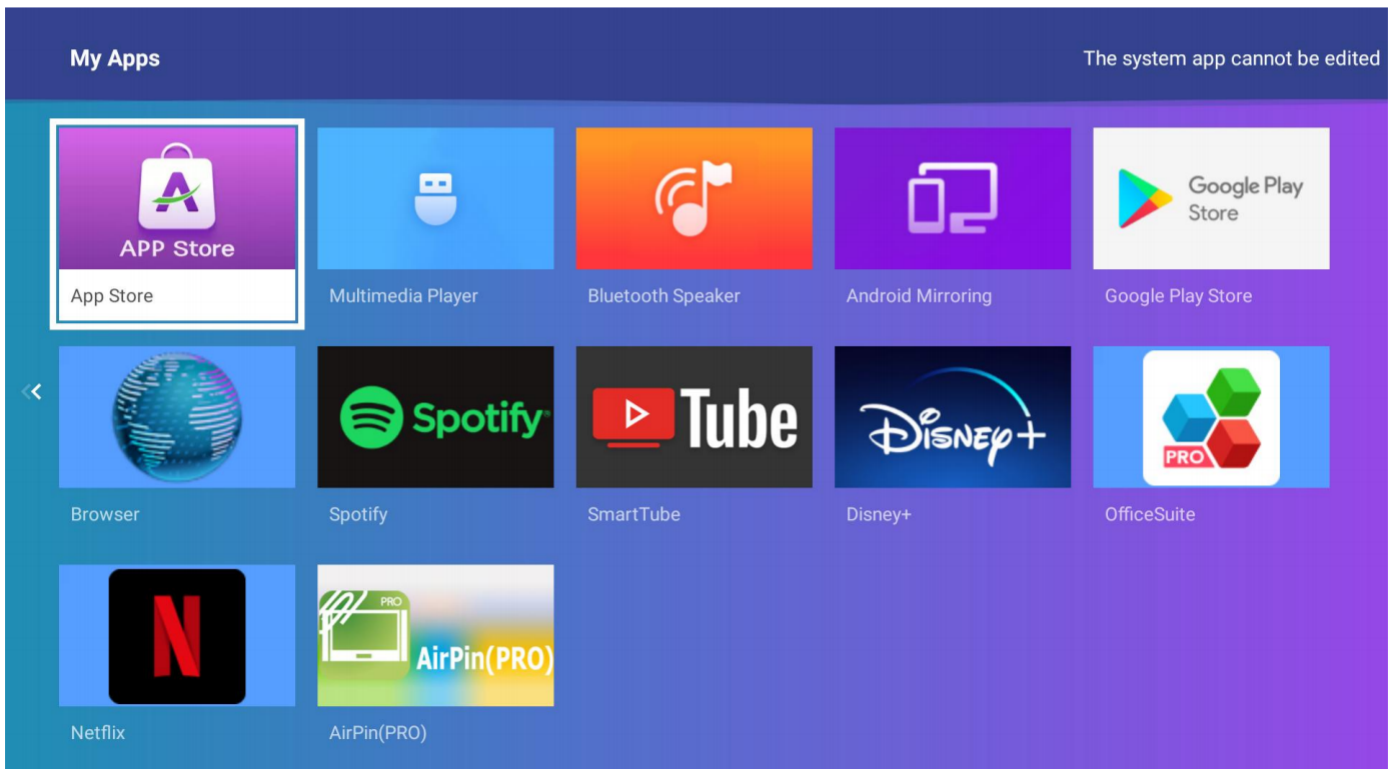 My Apps
The system app cannot be edited
APP Store
Google Play
Store
App Store
Multimedia Player
Bluetooth Speaker
Android Mirroring
Google Play Store
Spotify
Tube
Disney+
PRO
Browser
Spotify
SmartTube
Disney+
OfficeSuite
N
PRO
AirPin(PRO)
Netflix
AirPin(PRO)